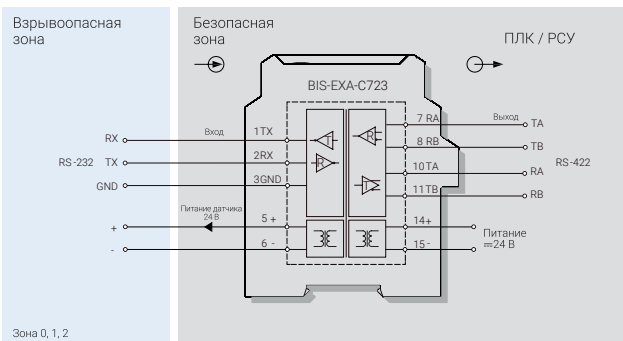 Взрывоопасная
зона
Безопасная
зона
ПЛК / РСУ
BIS-EXA-C723
RX
Вход
1TX
T
R
7 RA
Выход
TA
RS-232
TX
2RX
R
8 RB
TB
GND
3GND
T
10TA
RA
RS-422
11TB
RB
Питание датчика
24 В
+
5 +
14+
Питание
⎓24 В
-
6 -
15-
Зона 0, 1, 2